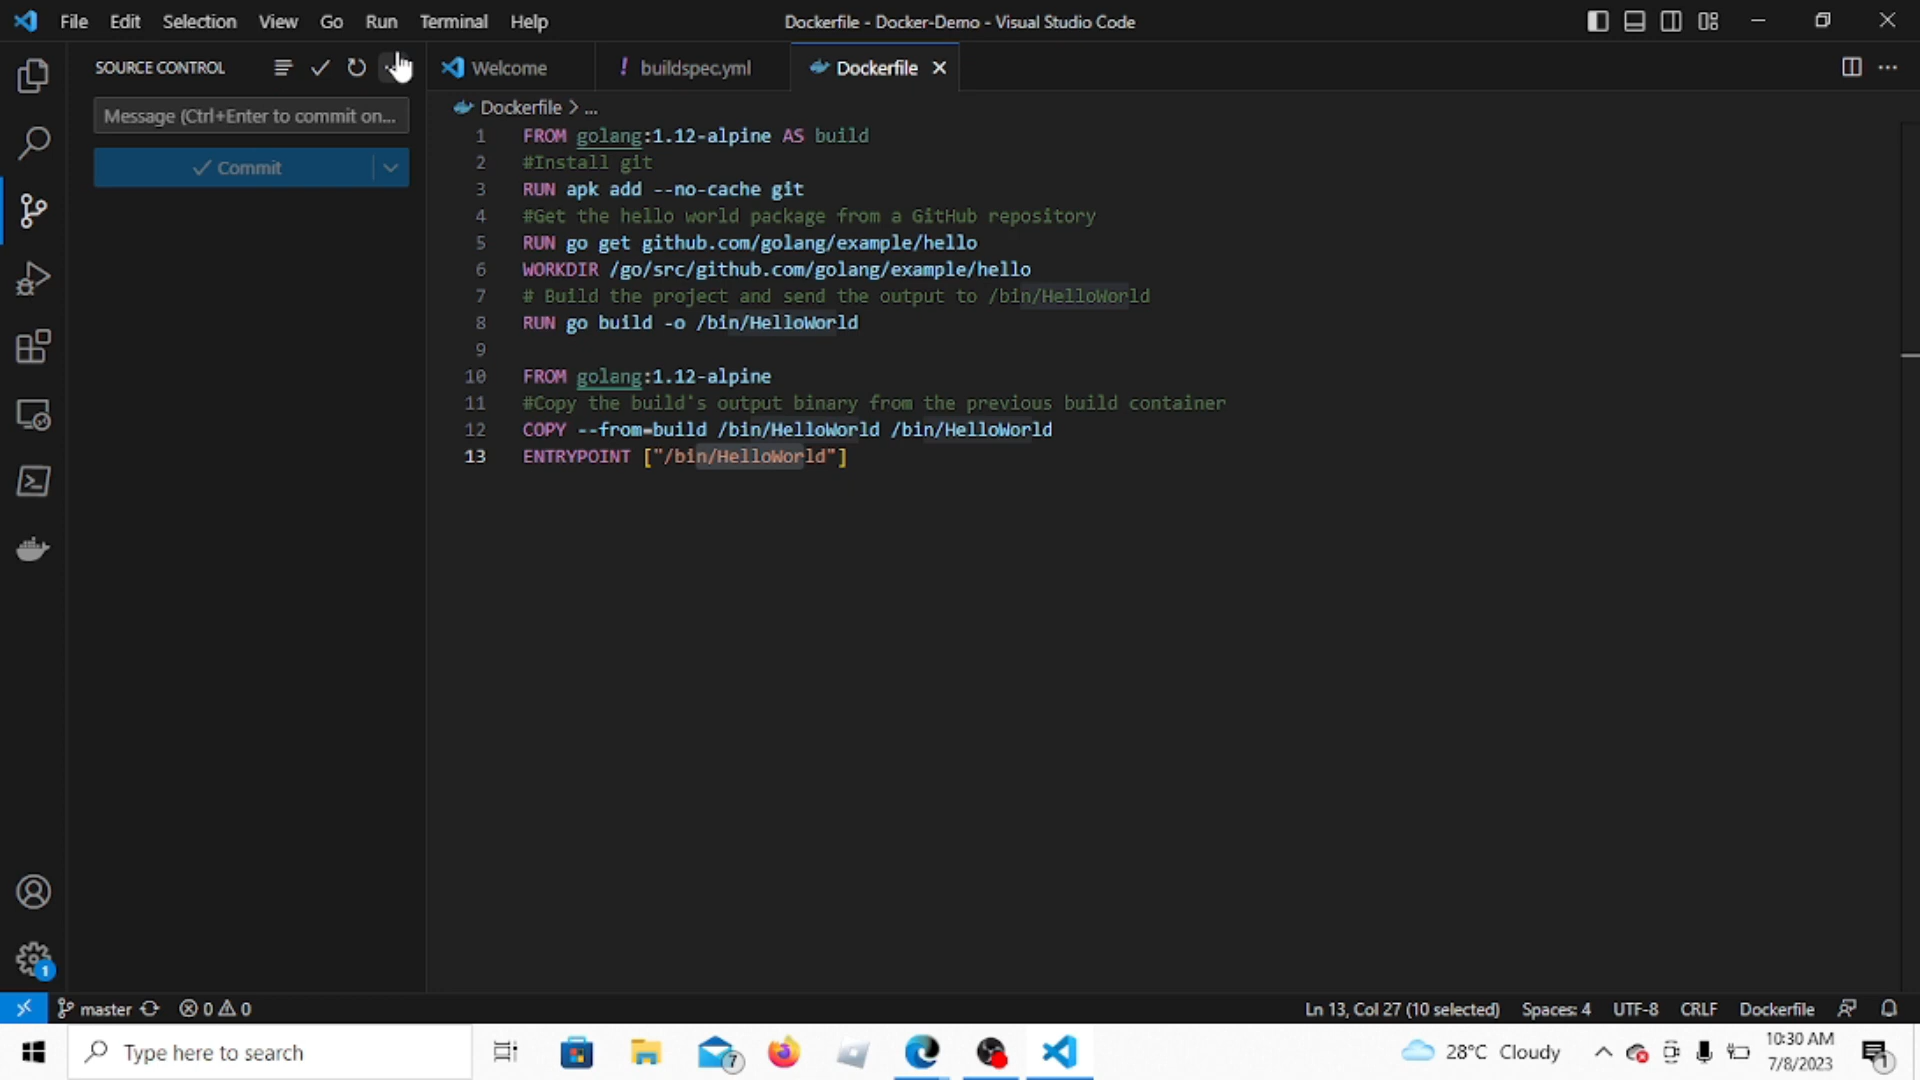 File Edit Selection View Go Run Terminal Help
Dockerfile - Docker-Demo - Visual Studio Code
SOURCE CONTROL
Message (Ctrl+Enter to commit on...
Commit
Welcome
! buildspec.yml
Dockerfile
Dockerfile > ...
1 FROM golang:1.12-alpine AS build
2 #Install git
3 RUN apk add --no-cache git
4 #Get the hello world package from a GitHub repository
5 RUN go get github.com/golang/example/hello
6 WORKDIR /go/src/github.com/golang/example/hello
7 # Build the project and send the output to /bin/HelloWorld
8 RUN go build -o /bin/HelloWorld
9
10 FROM golang:1.12-alpine
11 #Copy the build's output binary from the previous build container
12 COPY --from=build /bin/HelloWorld /bin/HelloWorld
13 ENTRYPOINT ["/bin/HelloWorld"]
1
master
0 0
Ln 13, Col 27 (10 selected)
Spaces: 4
UTF-8
CRLF
Dockerfile
Type here to search
7
28°C Cloudy
10:30 AM
7/8/2023
1